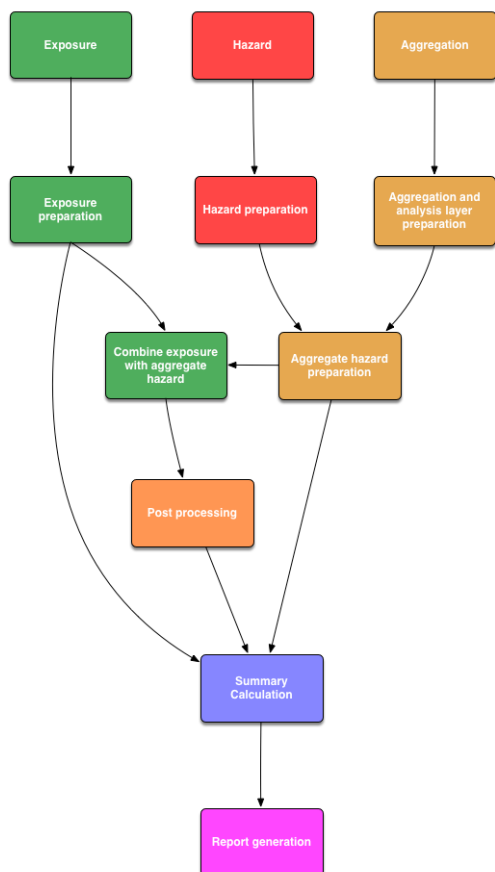 Exposure
Hazard
Aggregation
Exposure
preparation
Hazard preparation
Aggregation and
analysis layer
preparation
Combine exposure
with aggregate
hazard
Aggregate hazard
preparation
Post processing
Summary
Calculation
Report generation